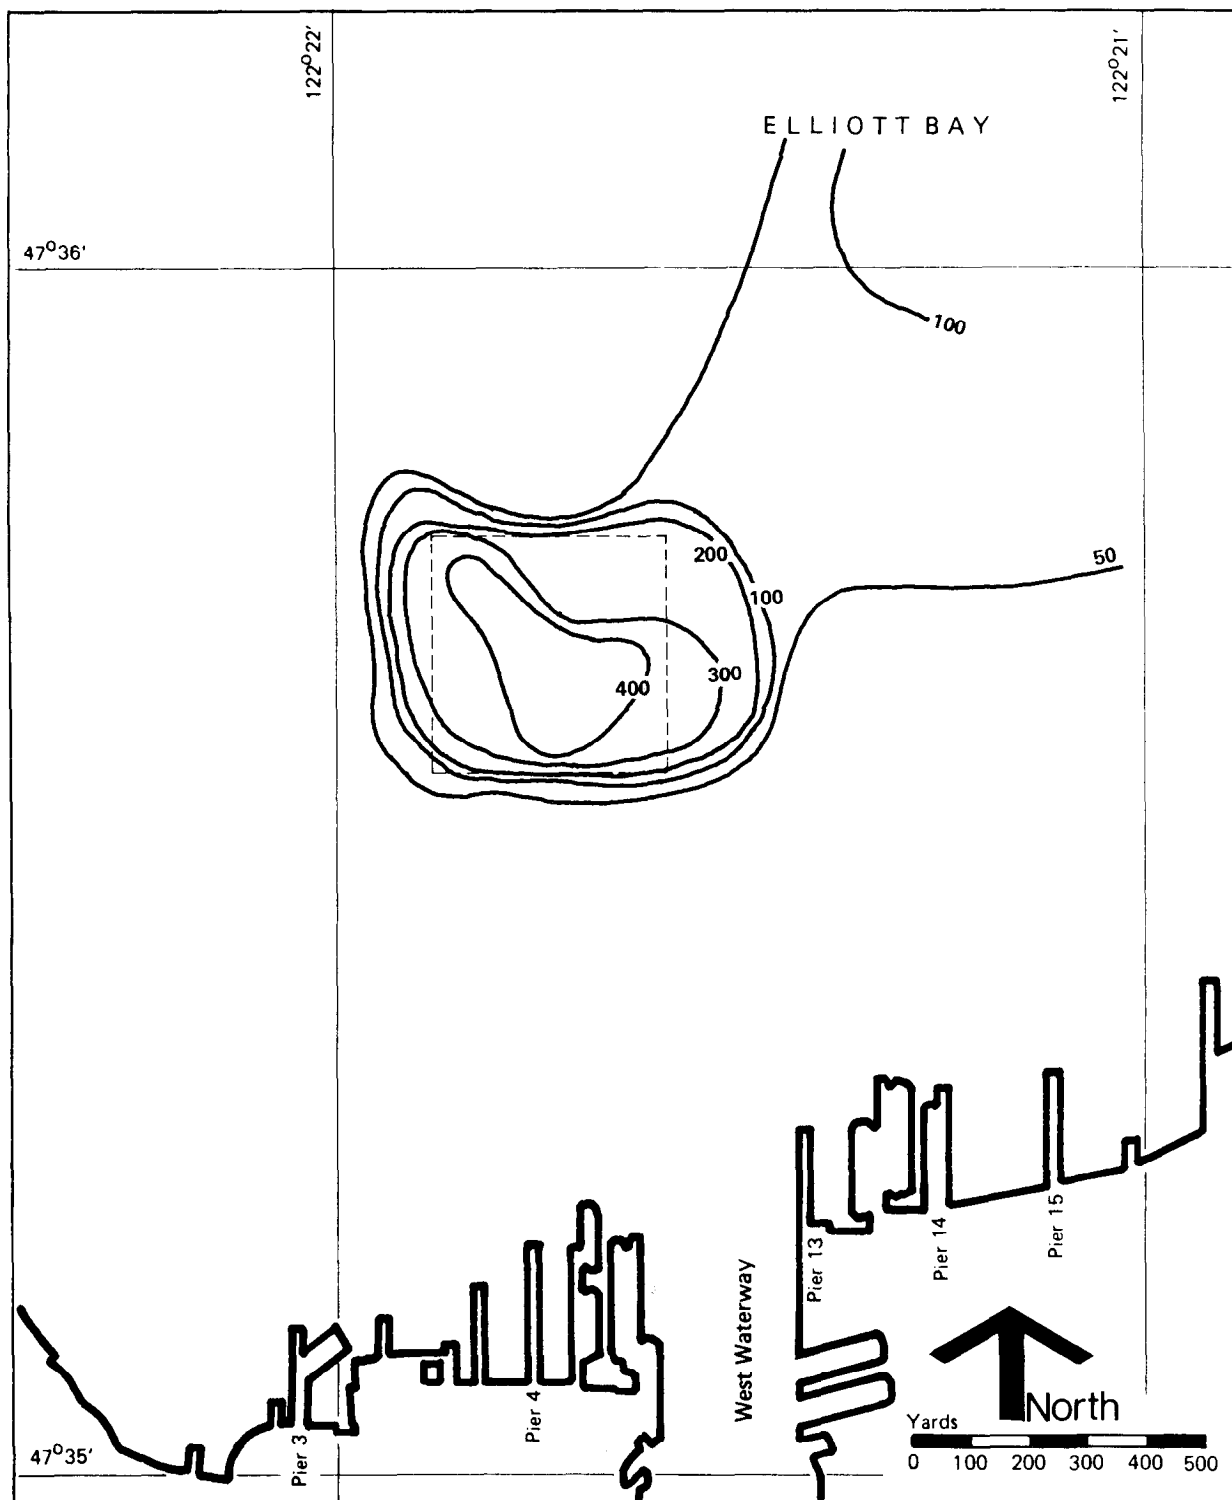 122°22'
122°21'
ELLIOTT BAY
47°36'
100
200
50
100
300
400
Pier 15
Pier 13
Pier 14
West Waterway
Pier 4
North
Yards
Pier 3
47°35'
0 100 200 300 400 500